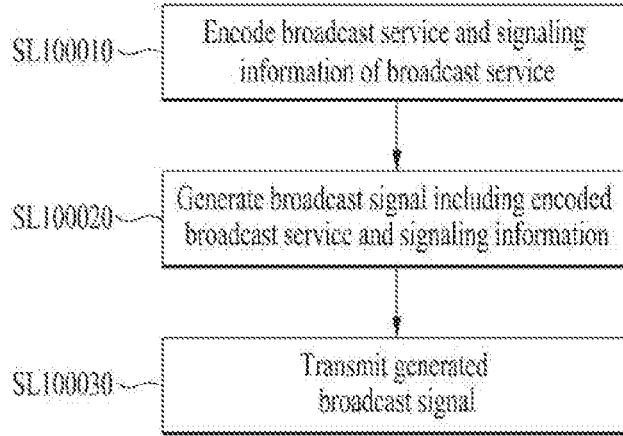 SL100010
Encode broadcast service and signaling
information of broadcast service
SL100020
Generate broadcast signal including encoded
broadcast service and signaling information
SL100030
Transmit generated
broadcast signal